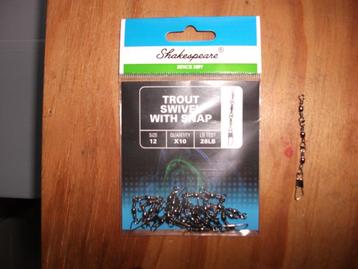 Shakespeare®
SINCE 1897
TROUT
SWIVEL
WITH SNAP
SIZE QUANTITY LB TEST
12 X10 28LB